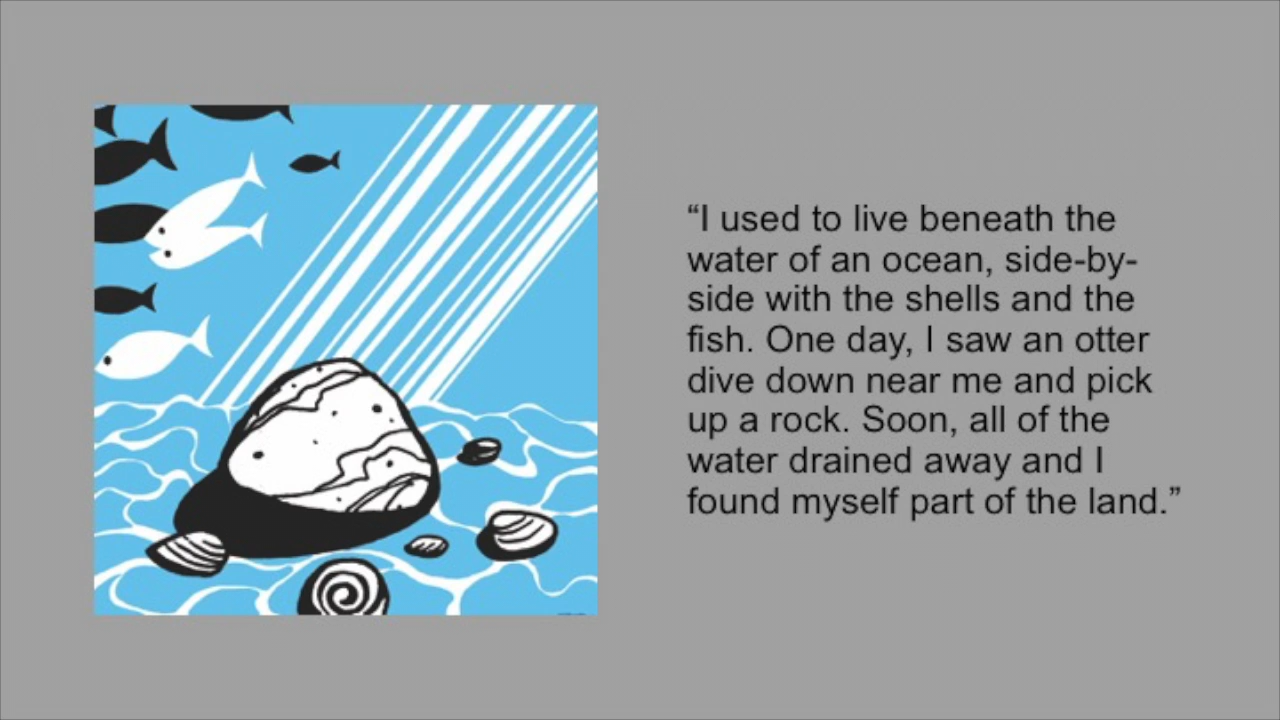 “I used to live beneath the
water of an ocean, side-by-
side with the shells and the
fish. One day, I saw an otter
dive down near me and pick
up a rock. Soon, all of the
water drained away and I
found myself part of the land.”